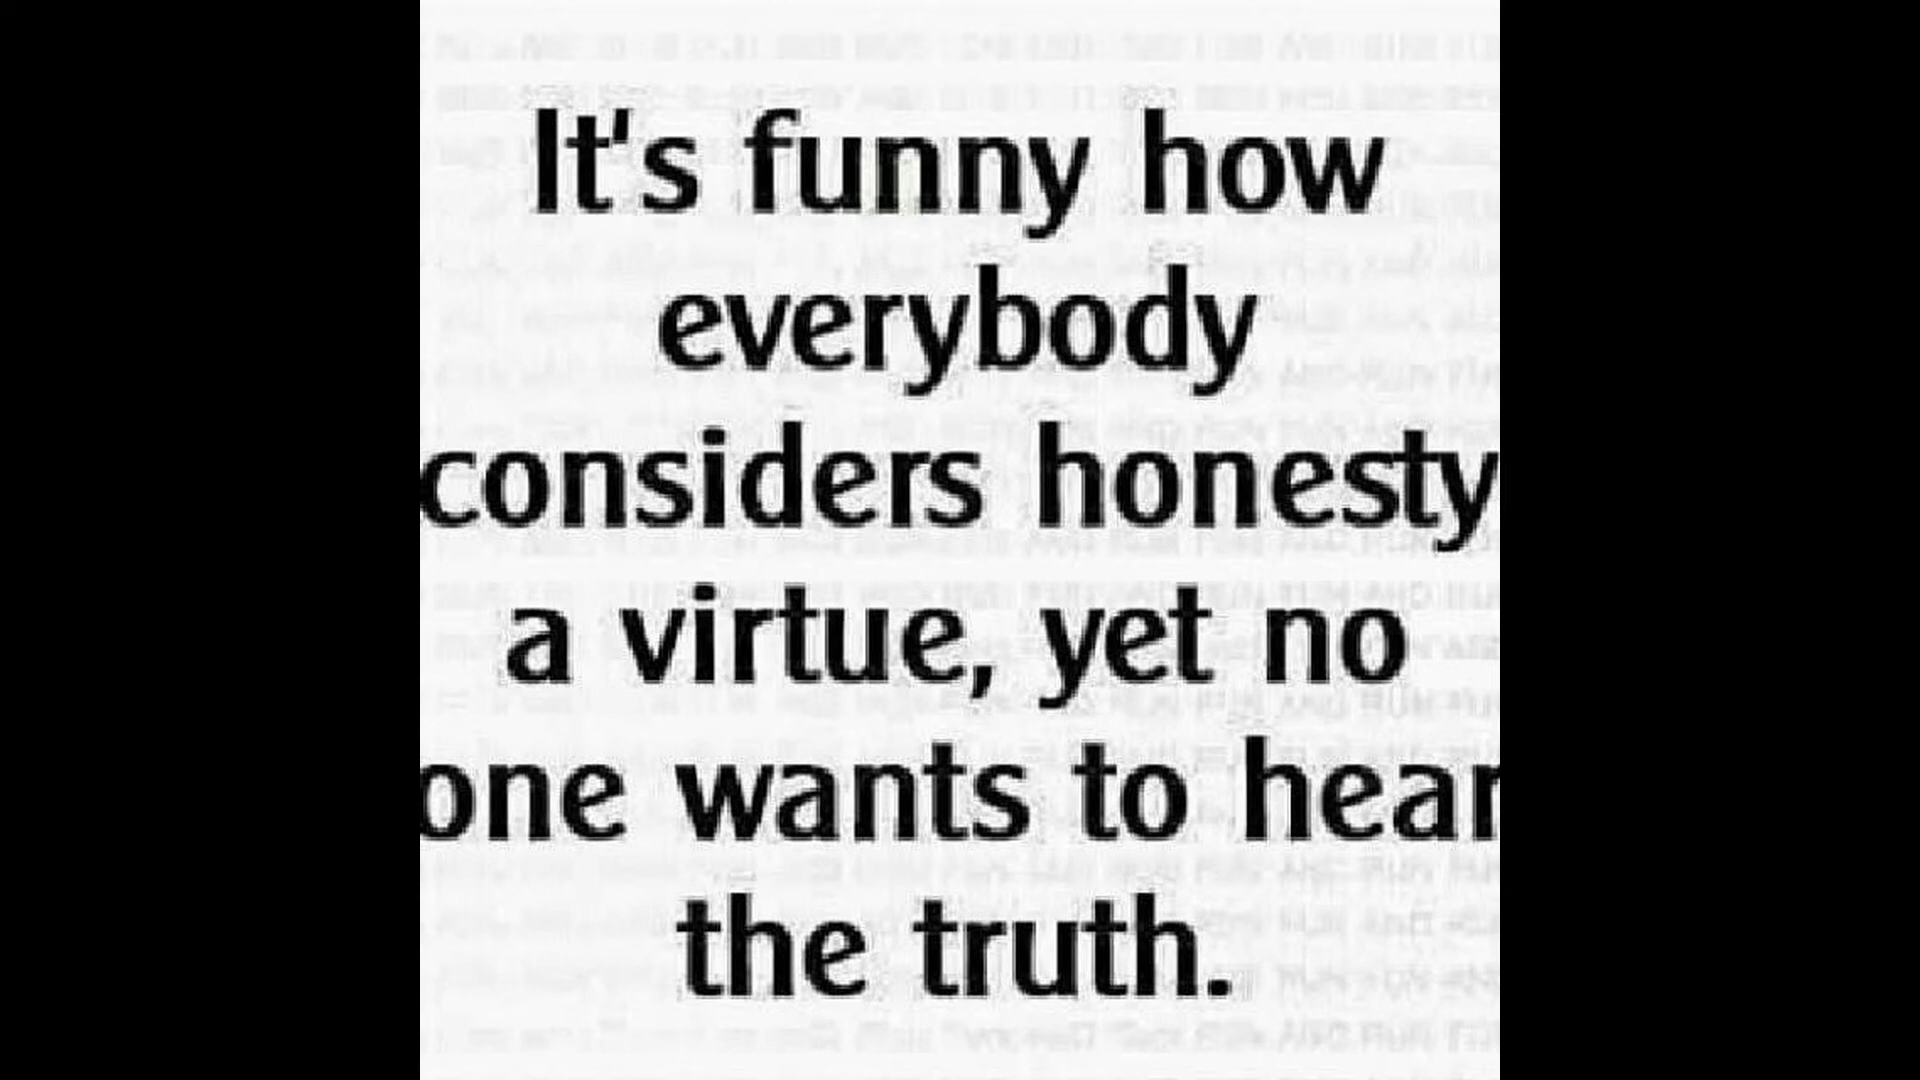 It's funny how
everybody
considers honesty
a virtue, yet no
one wants to hear
the truth.